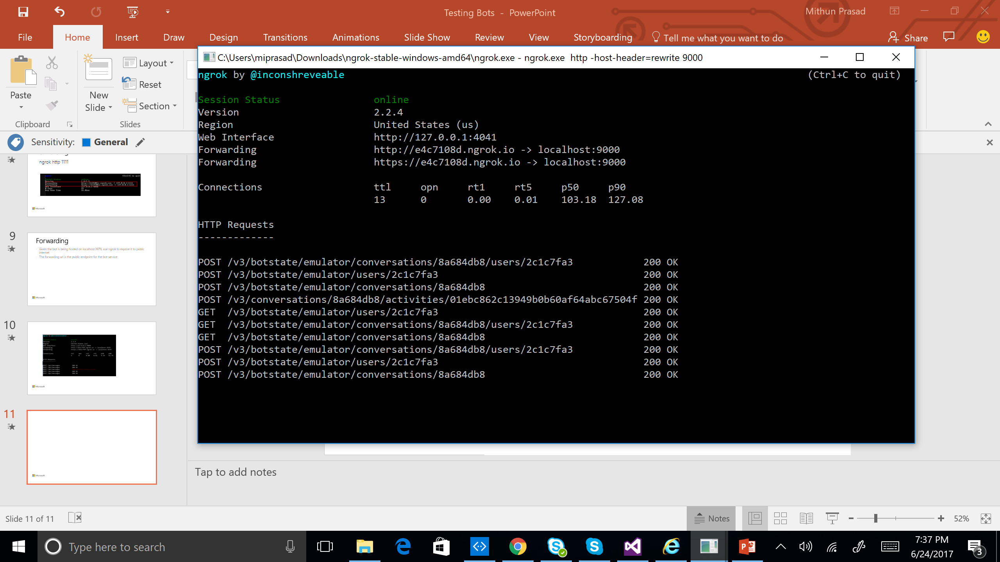 Testing Bots - PowerPoint
Mithun Prasad
File Home Insert Draw Design Transitions Animations Slide Show Review View Storyboarding Tell me what you want to do Share
Paste
Clipboard
New
Slide
Layout
Reset
Section
Slides
Sensitivity: General
C:\Users\miprasad\Downloads\ngrok-stable-windows-amd64\ngrok.exe - ngrok.exe http -host-header=rewrite 9000
ngrok by @inconshreveable (Ctrl+C to quit)
Session Status online
Version 2.2.4
Region United States (us)
Web Interface http://127.0.0.1:4041
Forwarding http://e4c7108d.ngrok.io -> localhost:9000
Forwarding https://e4c7108d.ngrok.io -> localhost:9000
Connections ttl opn rt1 rt5 p50 p90
13 0 0.00 0.01 103.18 127.08
HTTP Requests
-------------
POST /v3/botstate/emulator/conversations/8a684db8/users/2c1c7fa3 200 OK
POST /v3/botstate/emulator/users/2c1c7fa3 200 OK
POST /v3/botstate/emulator/conversations/8a684db8 200 OK
POST /v3/conversations/8a684db8/activities/01ebc862c13949b0b60af64abc67504f 200 OK
GET /v3/botstate/emulator/users/2c1c7fa3 200 OK
GET /v3/botstate/emulator/conversations/8a684db8/users/2c1c7fa3 200 OK
GET /v3/botstate/emulator/conversations/8a684db8 200 OK
POST /v3/botstate/emulator/conversations/8a684db8/users/2c1c7fa3 200 OK
POST /v3/botstate/emulator/users/2c1c7fa3 200 OK
POST /v3/botstate/emulator/conversations/8a684db8 200 OK
ngrok http 1111
Microsoft
9
Forwarding
Given the bot is being hosted on localhost:3979, use ngrok to expose it to public
internet
The forwarding url is the public endpoint for the bot service
Microsoft
10
Microsoft
11
Microsoft
Tap to add notes
Slide 11 of 11
Notes
52%
Type here to search
7:37 PM
6/24/2017
3